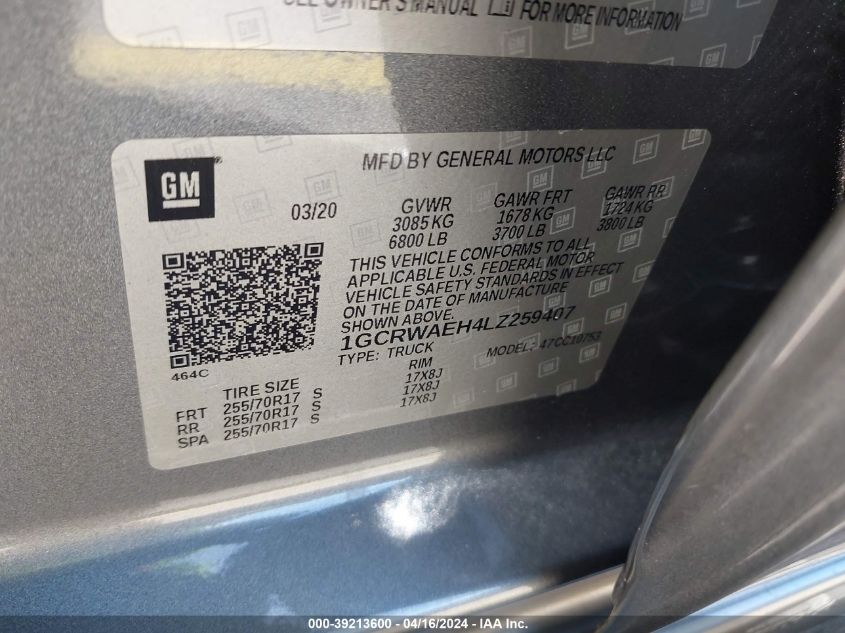 SEE OWNER'S MANUAL FOR MORE INFORMATION
GM
MFD BY GENERAL MOTORS LLC
03/20
GVWR GAWR FRT GAWR RR
3085 KG 1678 KG 1724 KG
6800 LB 3700 LB 3800 LB
THIS VEHICLE CONFORMS TO ALL
APPLICABLE U.S. FEDERAL MOTOR
VEHICLE SAFETY STANDARDS IN EFFECT
ON THE DATE OF MANUFACTURE
SHOWN ABOVE.
1GCRWAEH4LZ259407
TYPE: TRUCK MODEL: 47CC10753
464C
TIRE SIZE RIM
FRT 255/70R17 S 17X8J
RR 255/70R17 S 17X8J
SPA 255/70R17 S 17X8J
000-39213600 - 04/16/2024 - IAA Inc.